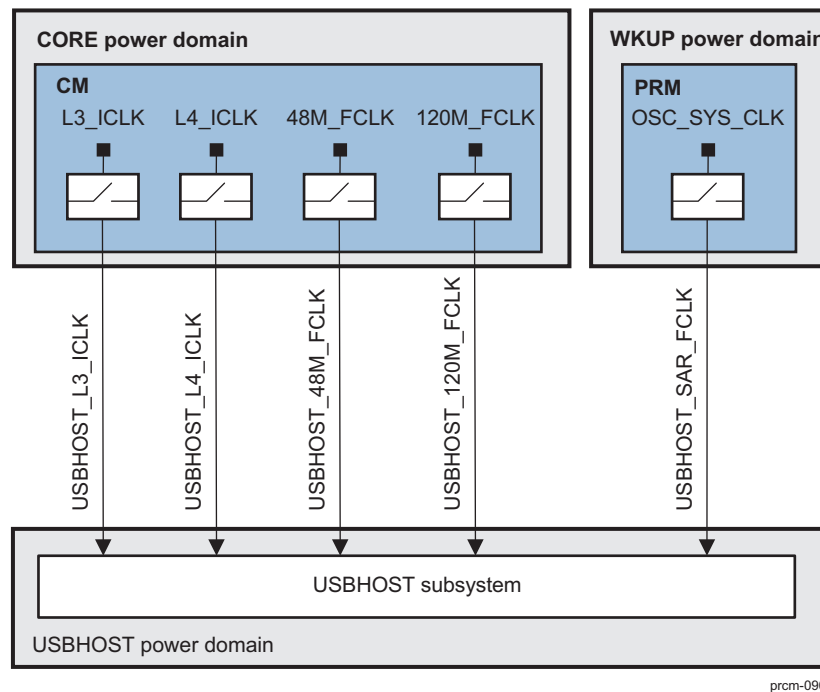 CORE power domain
WKUP power domain
CM
PRM
L3_ICLK L4_ICLK 48M_FCLK 120M_FCLK
OSC_SYS_CLK
USBHOST_L3_ICLK
USBHOST_L4_ICLK
USBHOST_48M_FCLK
USBHOST_120M_FCLK
USBHOST_SAR_FCLK
USBHOST subsystem
USBHOST power domain